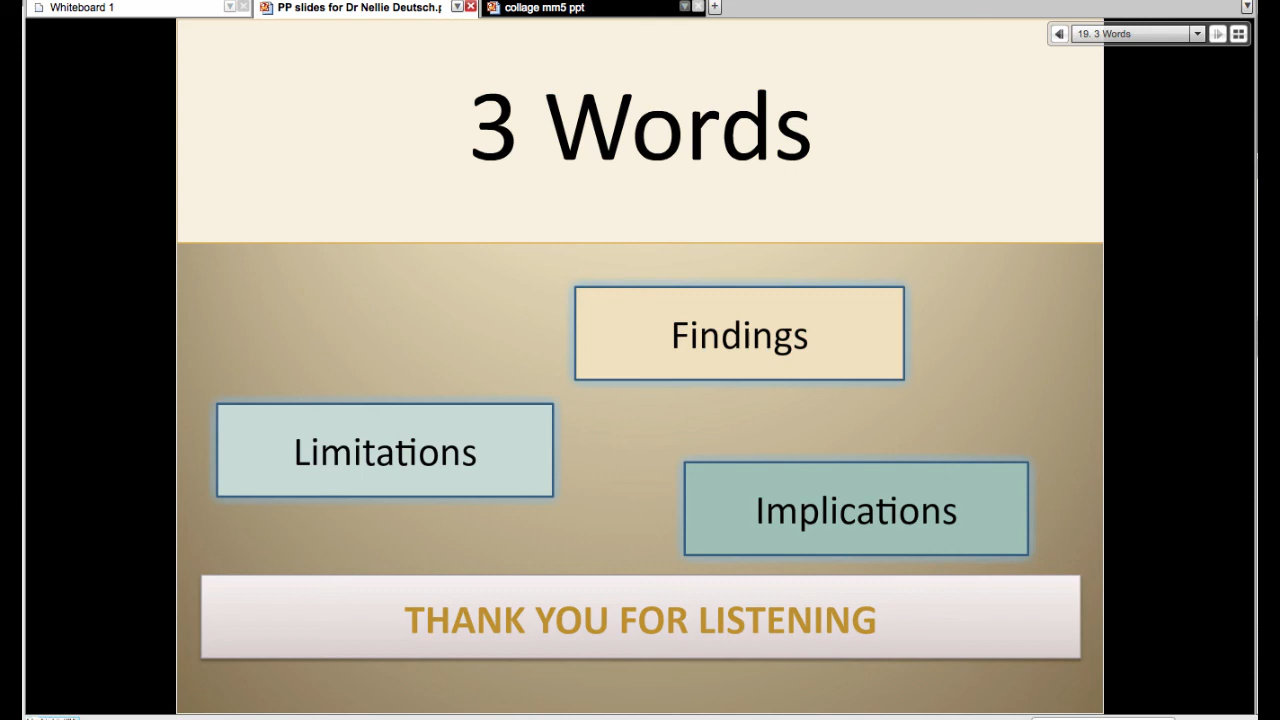 Whiteboard 1
PP slides for Dr Nellie Deutsch.p
collage mm5 ppt
19. 3 Words
3 Words
Findings
Limitations
Implications
THANK YOU FOR LISTENING